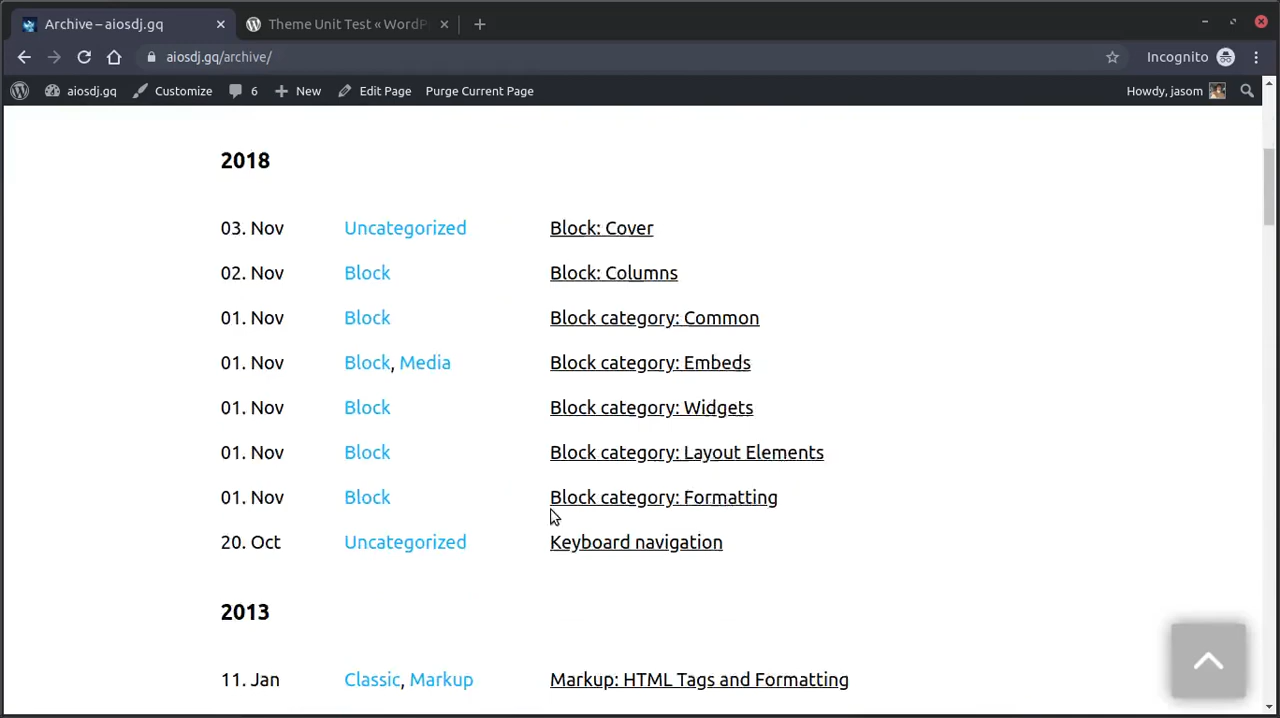 Archive – aiosdj.gq
Theme Unit Test « WordP
aiosdj.gq/archive/
Incognito
aiosdj.gq Customize 6 New Edit Page Purge Current Page Howdy, jasom
2018
03. Nov Uncategorized Block: Cover
02. Nov Block Block: Columns
01. Nov Block Block category: Common
01. Nov Block, Media Block category: Embeds
01. Nov Block Block category: Widgets
01. Nov Block Block category: Layout Elements
01. Nov Block Block category: Formatting
20. Oct Uncategorized Keyboard navigation
2013
11. Jan Classic, Markup Markup: HTML Tags and Formatting